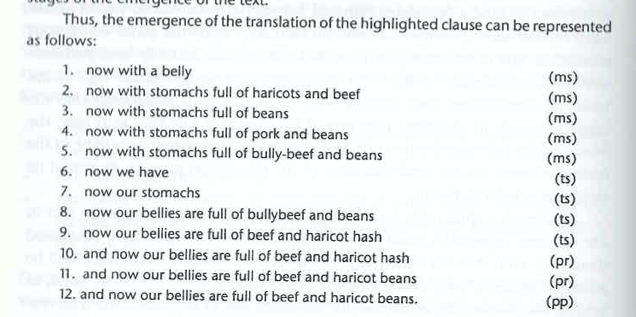 stages of the emergence of the text.
Thus, the emergence of the translation of the highlighted clause can be represented
as follows:
1. now with a belly (ms)
2. now with stomachs full of haricots and beef (ms)
3. now with stomachs full of beans (ms)
4. now with stomachs full of pork and beans (ms)
5. now with stomachs full of bully-beef and beans (ms)
6. now we have (ts)
7. now our stomachs (ts)
8. now our bellies are full of bullybeef and beans (ts)
9. now our bellies are full of beef and haricot hash (ts)
10. and now our bellies are full of beef and haricot hash (pr)
11. and now our bellies are full of beef and haricot beans (pr)
12. and now our bellies are full of beef and haricot beans. (pp)